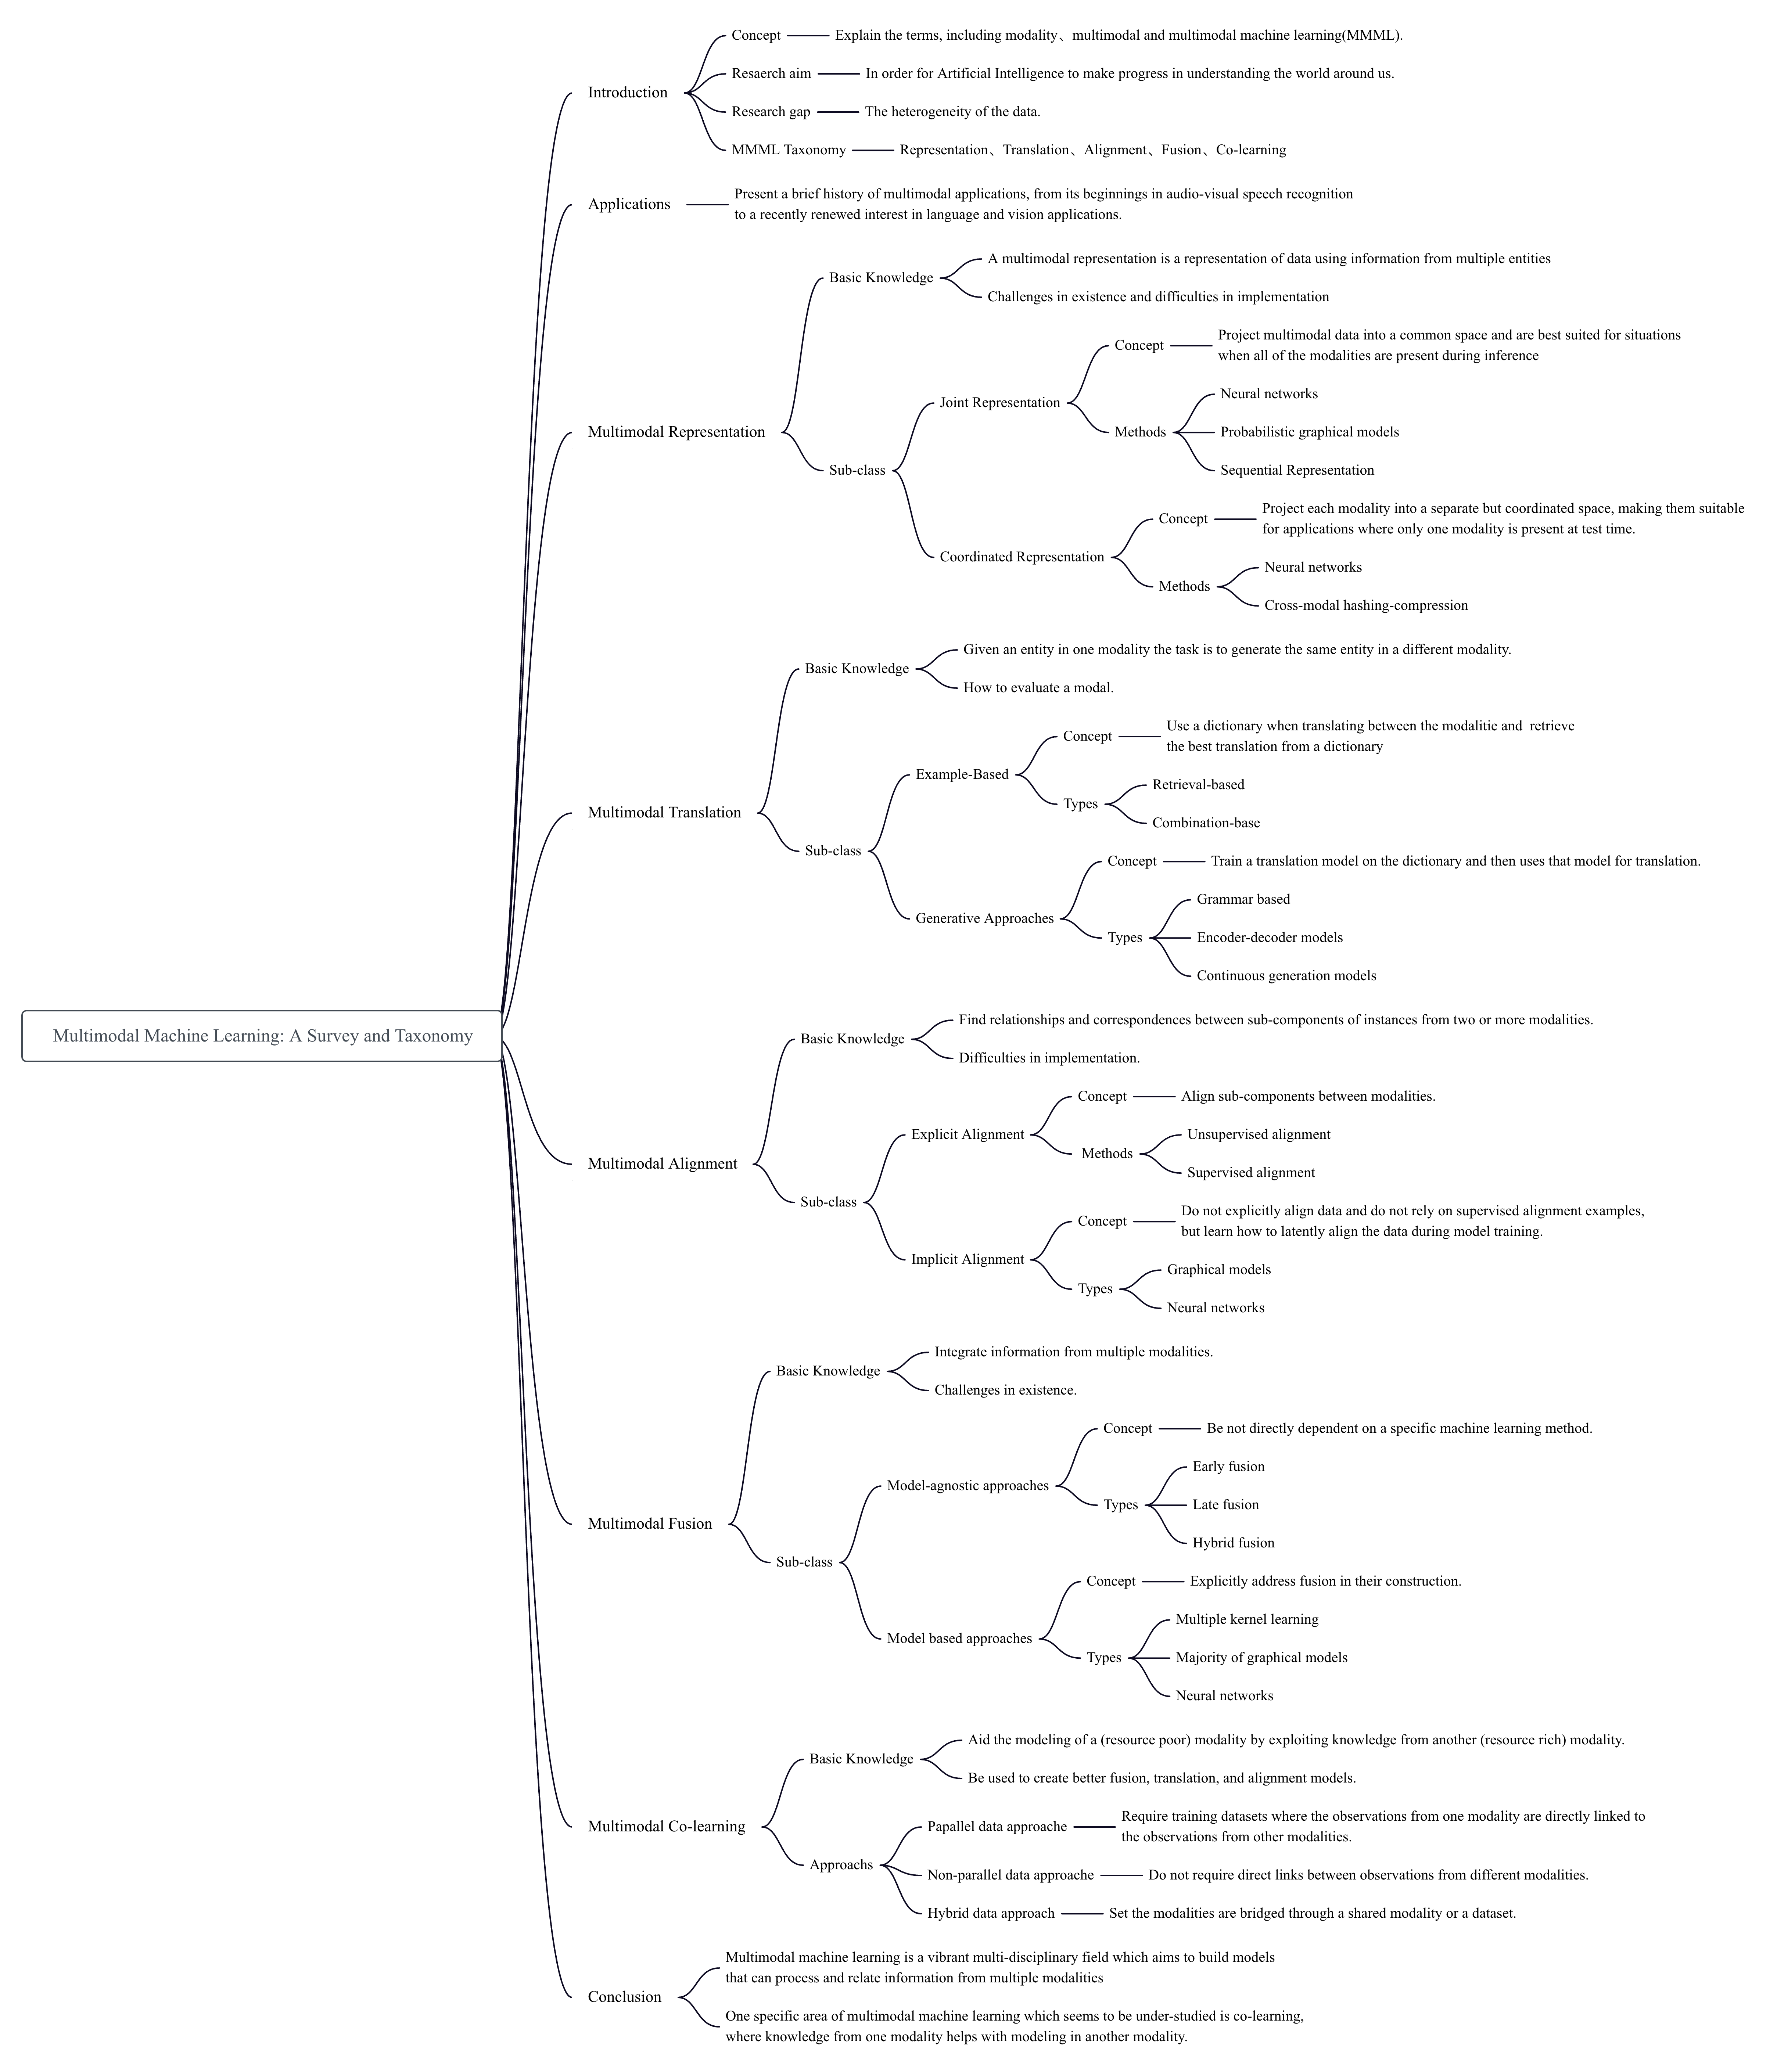 Multimodal Machine Learning: A Survey and Taxonomy
Introduction
Concept
Explain the terms, including modality、multimodal and multimodal machine learning(MMML).
Resaerch aim
In order for Artificial Intelligence to make progress in understanding the world around us.
Research gap
The heterogeneity of the data.
MMML Taxonomy
Representation、Translation、Alignment、Fusion、Co-learning
Applications
Present a brief history of multimodal applications, from its beginnings in audio-visual speech recognition
to a recently renewed interest in language and vision applications.
Multimodal Representation
Basic Knowledge
A multimodal representation is a representation of data using information from multiple entities
Challenges in existence and difficulties in implementation
Sub-class
Joint Representation
Concept
Project multimodal data into a common space and are best suited for situations
when all of the modalities are present during inference
Methods
Neural networks
Probabilistic graphical models
Sequential Representation
Coordinated Representation
Concept
Project each modality into a separate but coordinated space, making them suitable
for applications where only one modality is present at test time.
Methods
Neural networks
Cross-modal hashing-compression
Multimodal Translation
Basic Knowledge
Given an entity in one modality the task is to generate the same entity in a different modality.
How to evaluate a modal.
Sub-class
Example-Based
Concept
Use a dictionary when translating between the modalitie and  retrieve
the best translation from a dictionary
Types
Retrieval-based
Combination-base
Generative Approaches
Concept
Train a translation model on the dictionary and then uses that model for translation.
Types
Grammar based
Encoder-decoder models
Continuous generation models
Multimodal Alignment
Basic Knowledge
Find relationships and correspondences between sub-components of instances from two or more modalities.
Difficulties in implementation.
Sub-class
Explicit Alignment
Concept
Align sub-components between modalities.
Methods
Unsupervised alignment
Supervised alignment
Implicit Alignment
Concept
Do not explicitly align data and do not rely on supervised alignment examples,
but learn how to latently align the data during model training.
Types
Graphical models
Neural networks
Multimodal Fusion
Basic Knowledge
Integrate information from multiple modalities.
Challenges in existence.
Sub-class
Model-agnostic approaches
Concept
Be not directly dependent on a specific machine learning method.
Types
Early fusion
Late fusion
Hybrid fusion
Model based approaches
Concept
Explicitly address fusion in their construction.
Types
Multiple kernel learning
Majority of graphical models
Neural networks
Multimodal Co-learning
Basic Knowledge
Aid the modeling of a (resource poor) modality by exploiting knowledge from another (resource rich) modality.
Be used to create better fusion, translation, and alignment models.
Approachs
Papallel data approache
Require training datasets where the observations from one modality are directly linked to
the observations from other modalities.
Non-parallel data approache
Do not require direct links between observations from different modalities.
Hybrid data approach
Set the modalities are bridged through a shared modality or a dataset.
Conclusion
Multimodal machine learning is a vibrant multi-disciplinary field which aims to build models
that can process and relate information from multiple modalities
One specific area of multimodal machine learning which seems to be under-studied is co-learning,
where knowledge from one modality helps with modeling in another modality.